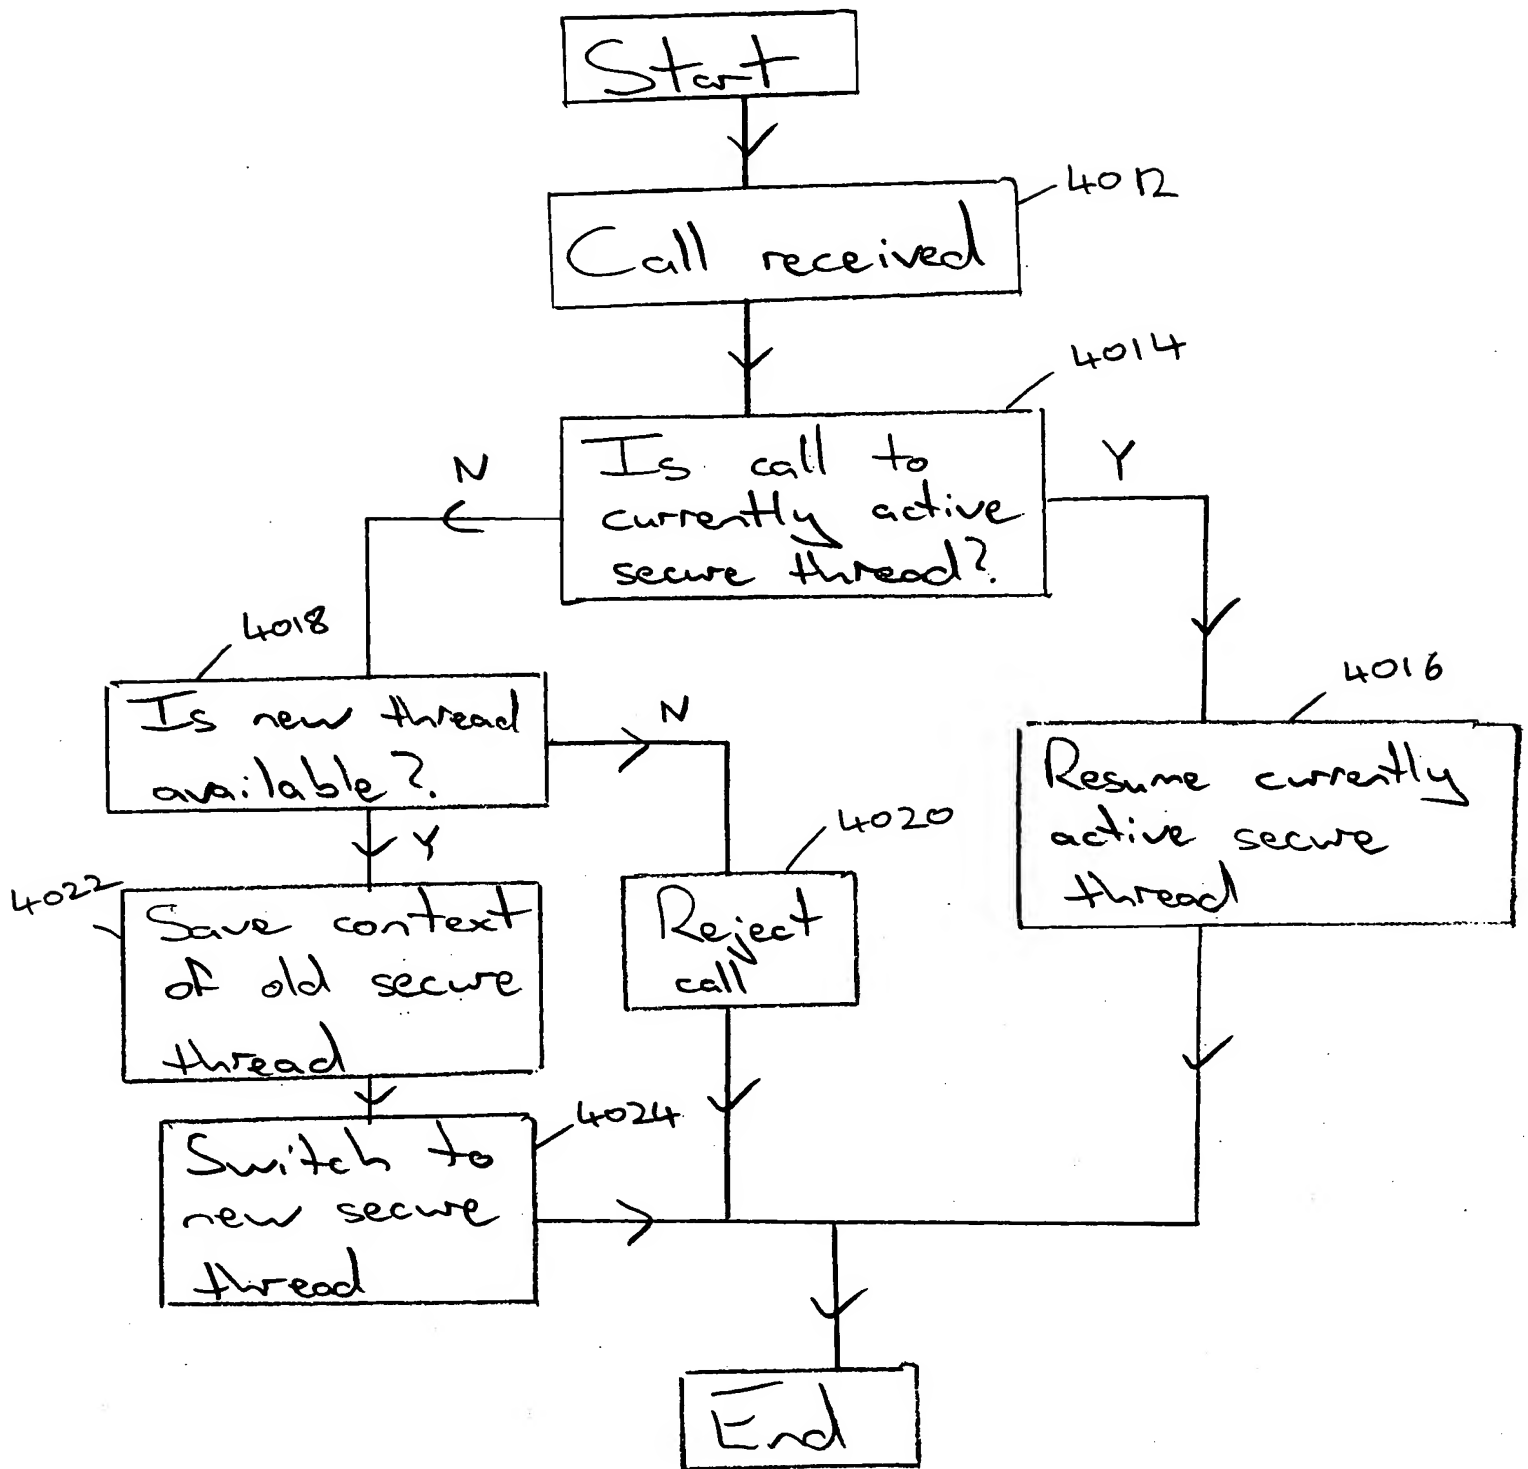 Start
4012
Call received
4014
N
Is call to
currently active
secure thread?
Y
4018
Is new thread
available?
N
4016
Resume currently
active secure
thread
Y
4020
Reject
call
4022
Save context
of old secure
thread
4024
Switch to
new secure
thread
End